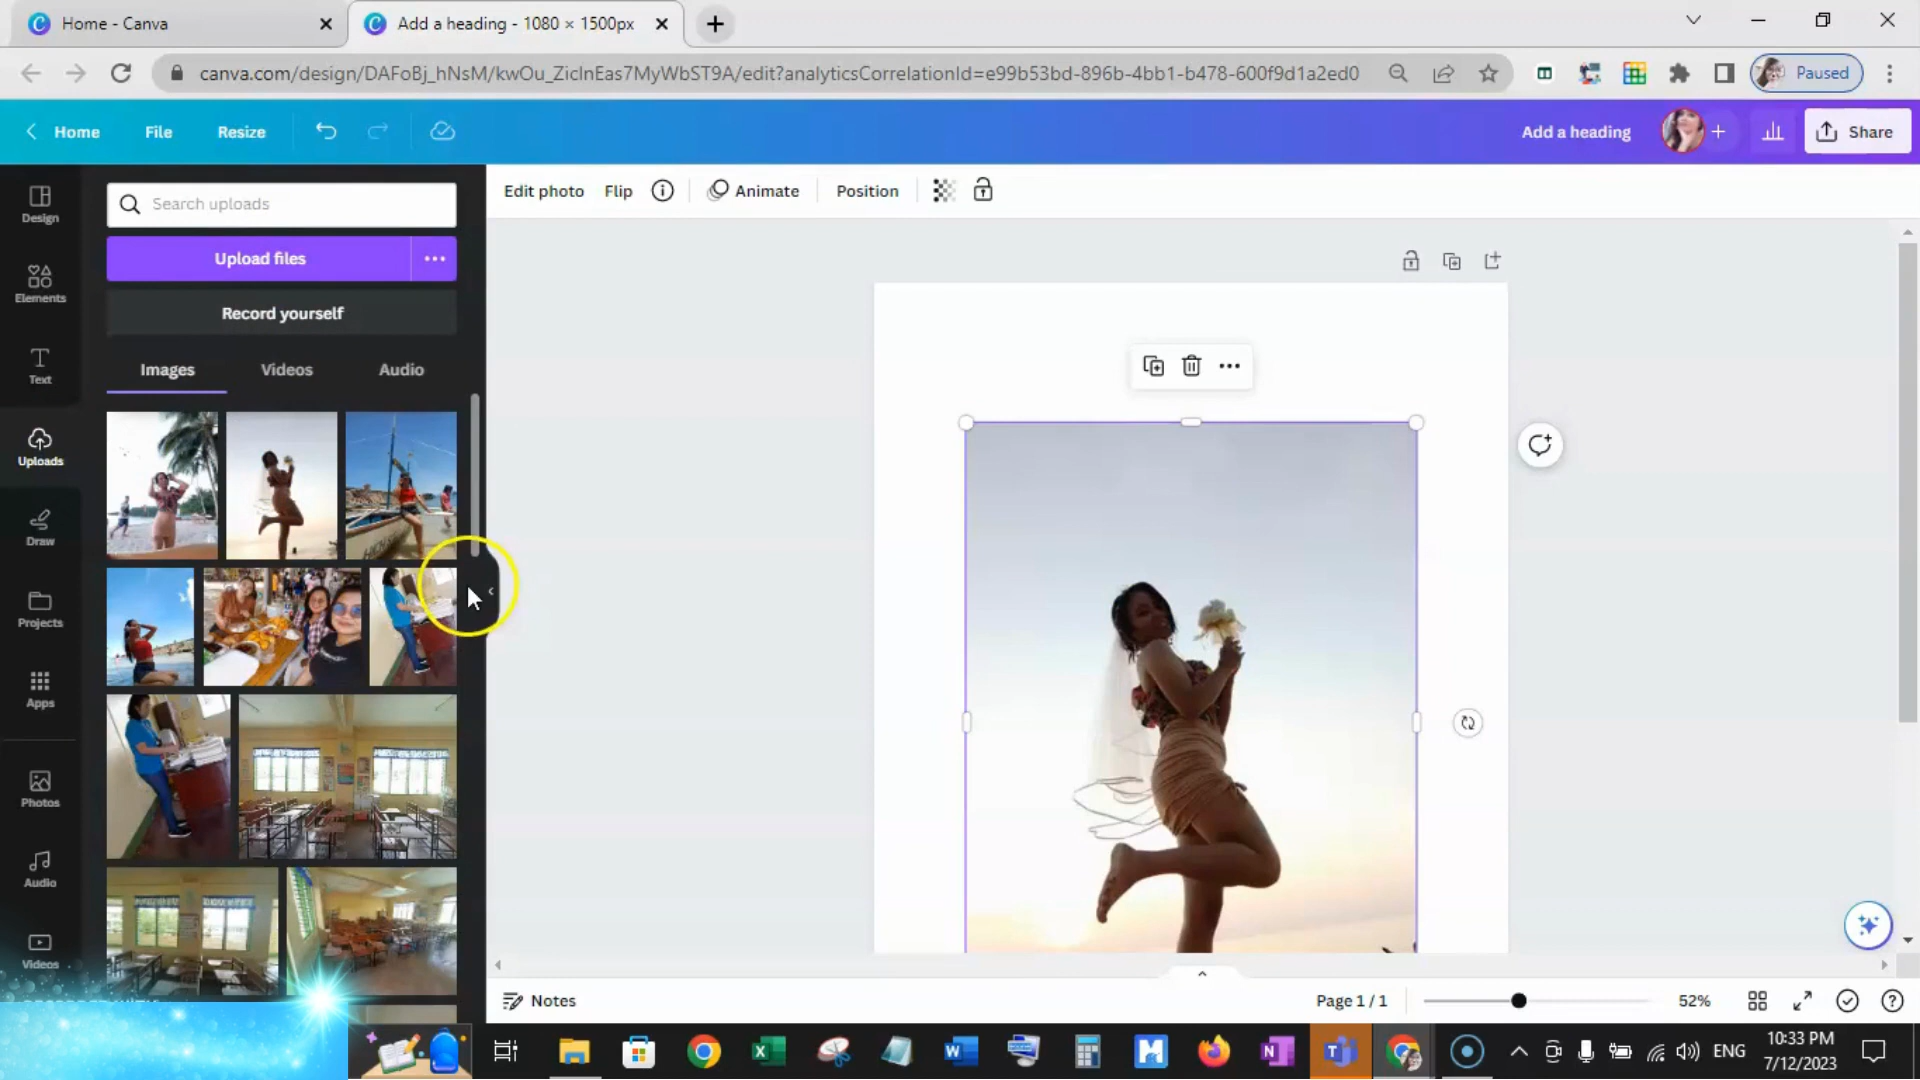 Home - Canva
Add a heading - 1080 × 1500px
canva.com/design/DAFoBj_hNsM/kwOu_ZicInEas7MyWbST9A/edit?analyticsCorrelationId=e99b53bd-896b-4bb1-b478-600f9d1a2ed0
Paused
Home
File
Resize
Add a heading
Share
Design
Elements
Text
Uploads
Draw
Projects
Apps
Photos
Audio
Videos
Search uploads
Upload files
Record yourself
Images
Videos
Audio
Edit photo
Flip
Animate
Position
Notes
Page 1 / 1
52%
ENG
10:33 PM
7/12/2023